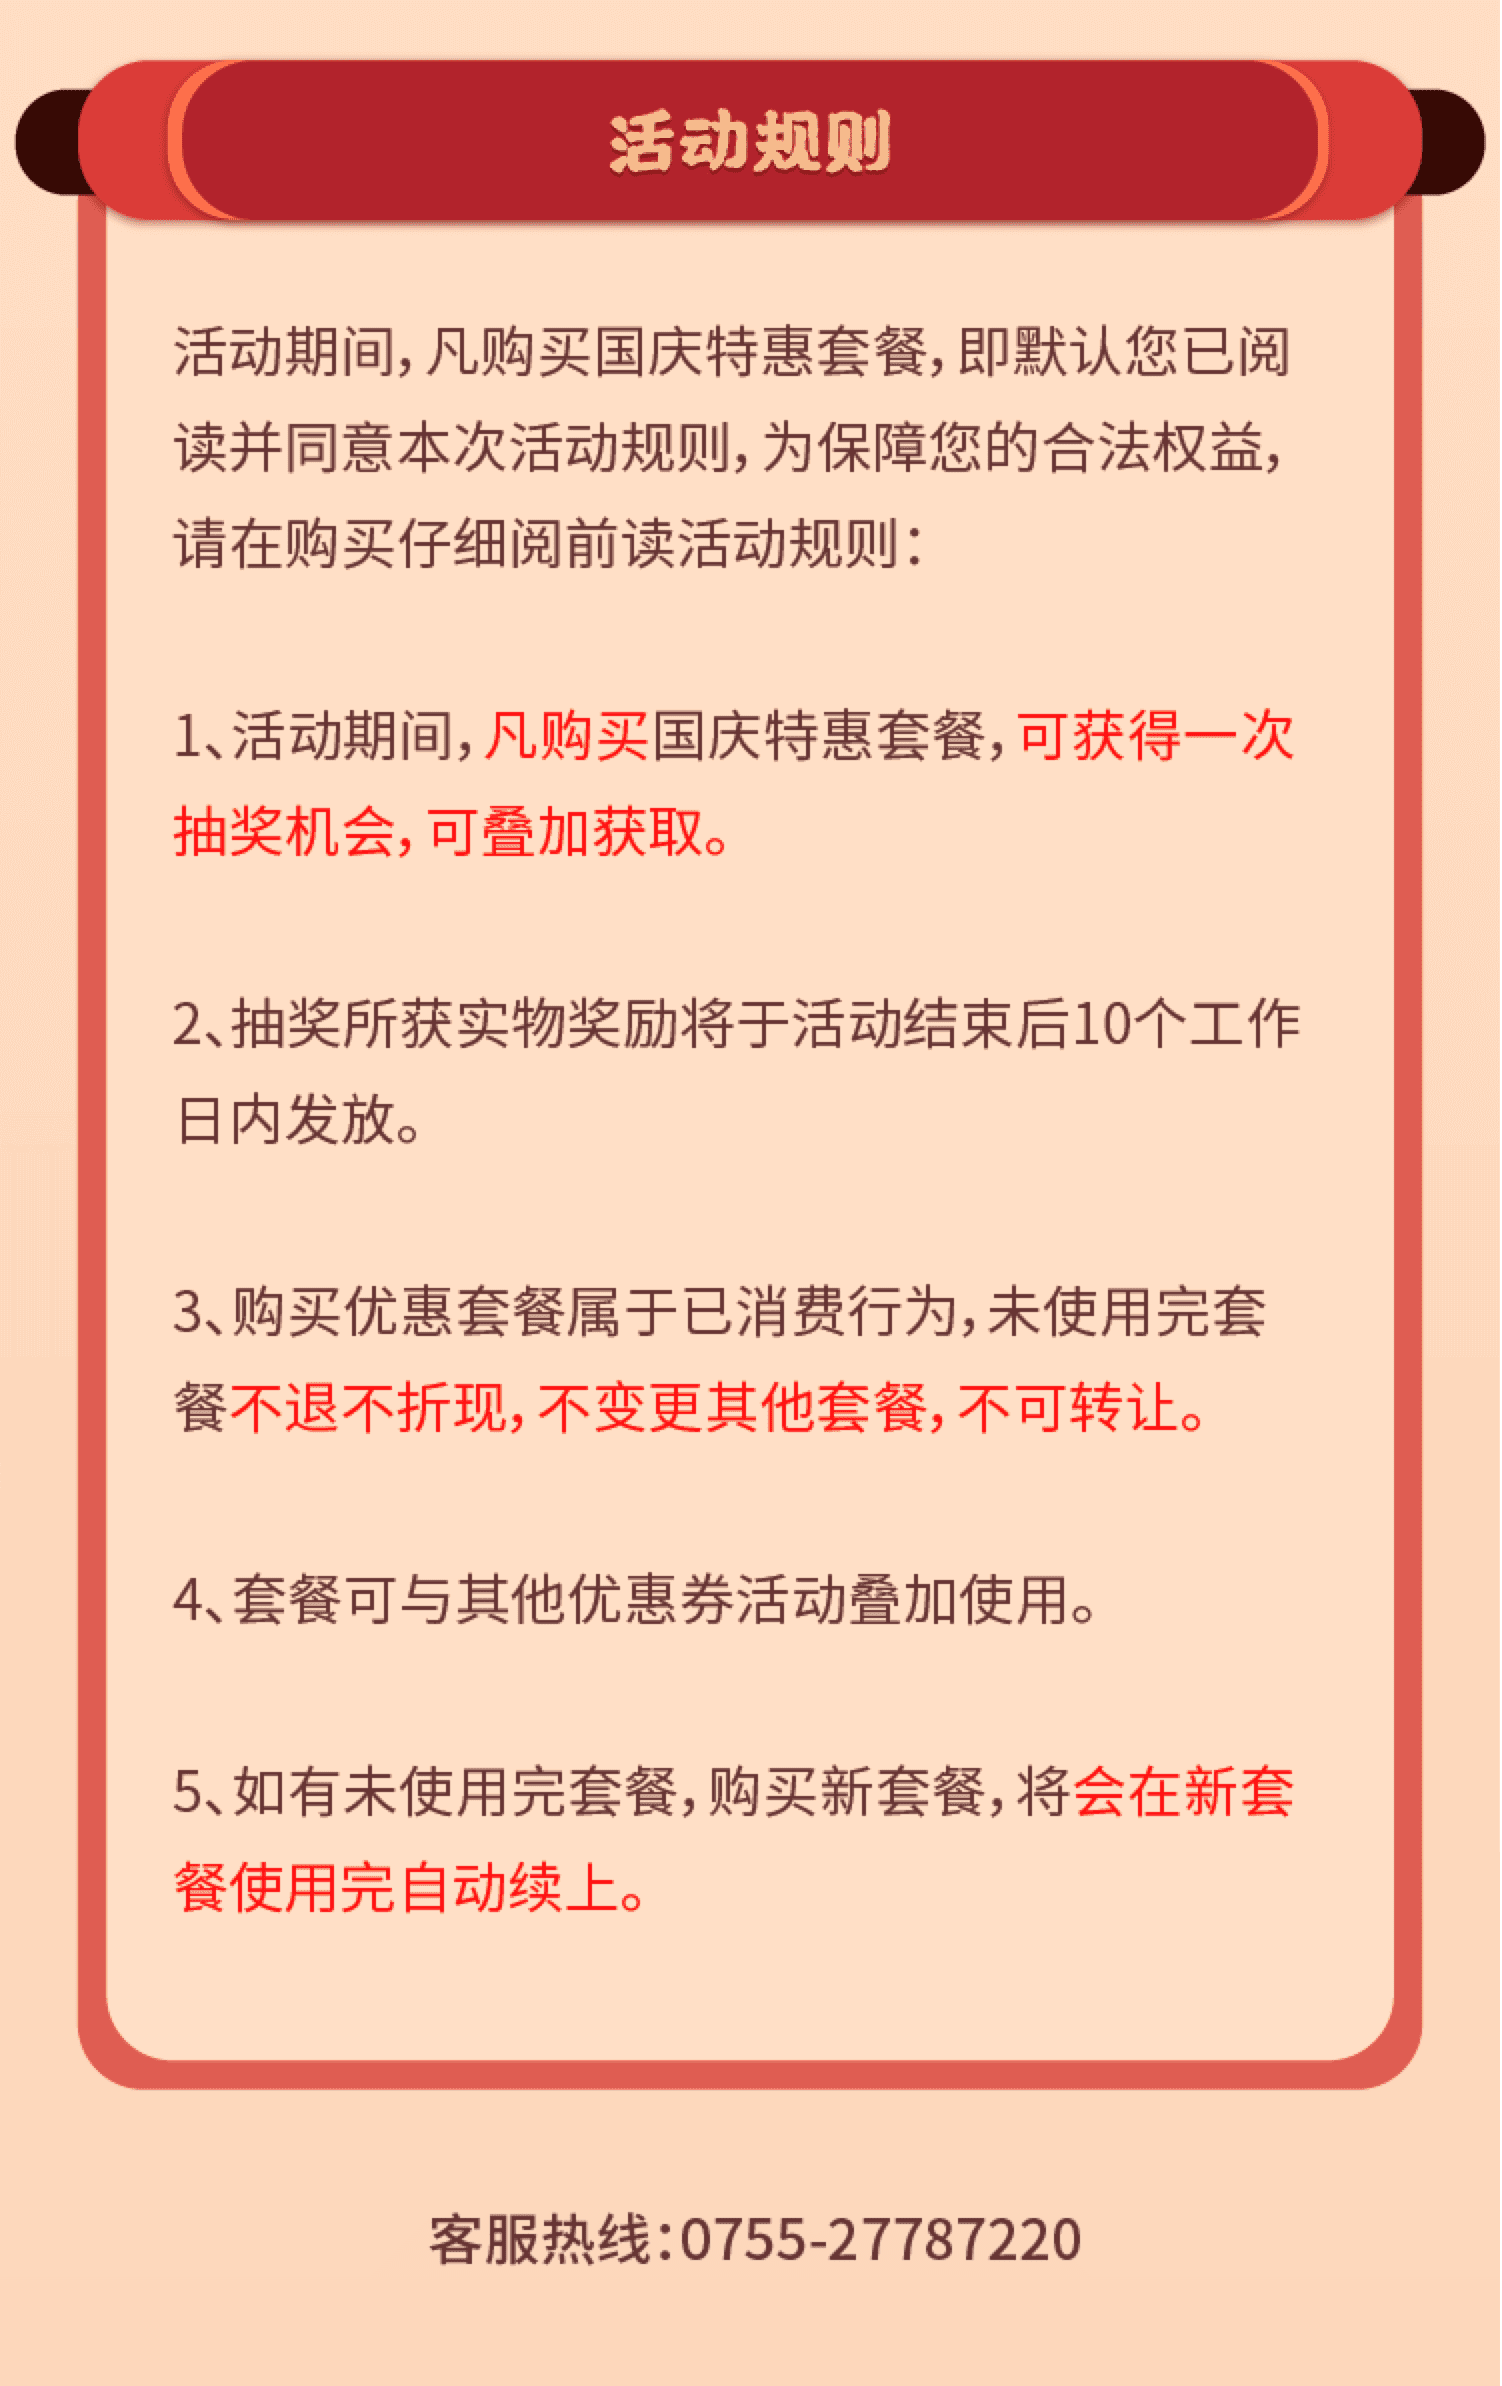 活动规则
活动期间，凡购买国庆特惠套餐，即默认您已阅
读并同意本次活动规则，为保障您的合法权益，
请在购买仔细阅前读活动规则：
1、活动期间，凡购买国庆特惠套餐，可获得一次
抽奖机会，可叠加获取。
2、抽奖所获实物奖励将于活动结束后10个工作
日内发放。
3、购买优惠套餐属于已消费行为，未使用完套
餐不退不折现，不变更其他套餐，不可转让。
4、套餐可与其他优惠券活动叠加使用。
5、如有未使用完套餐，购买新套餐，将会在新套
餐使用完自动续上。
客服热线：0755-27787220